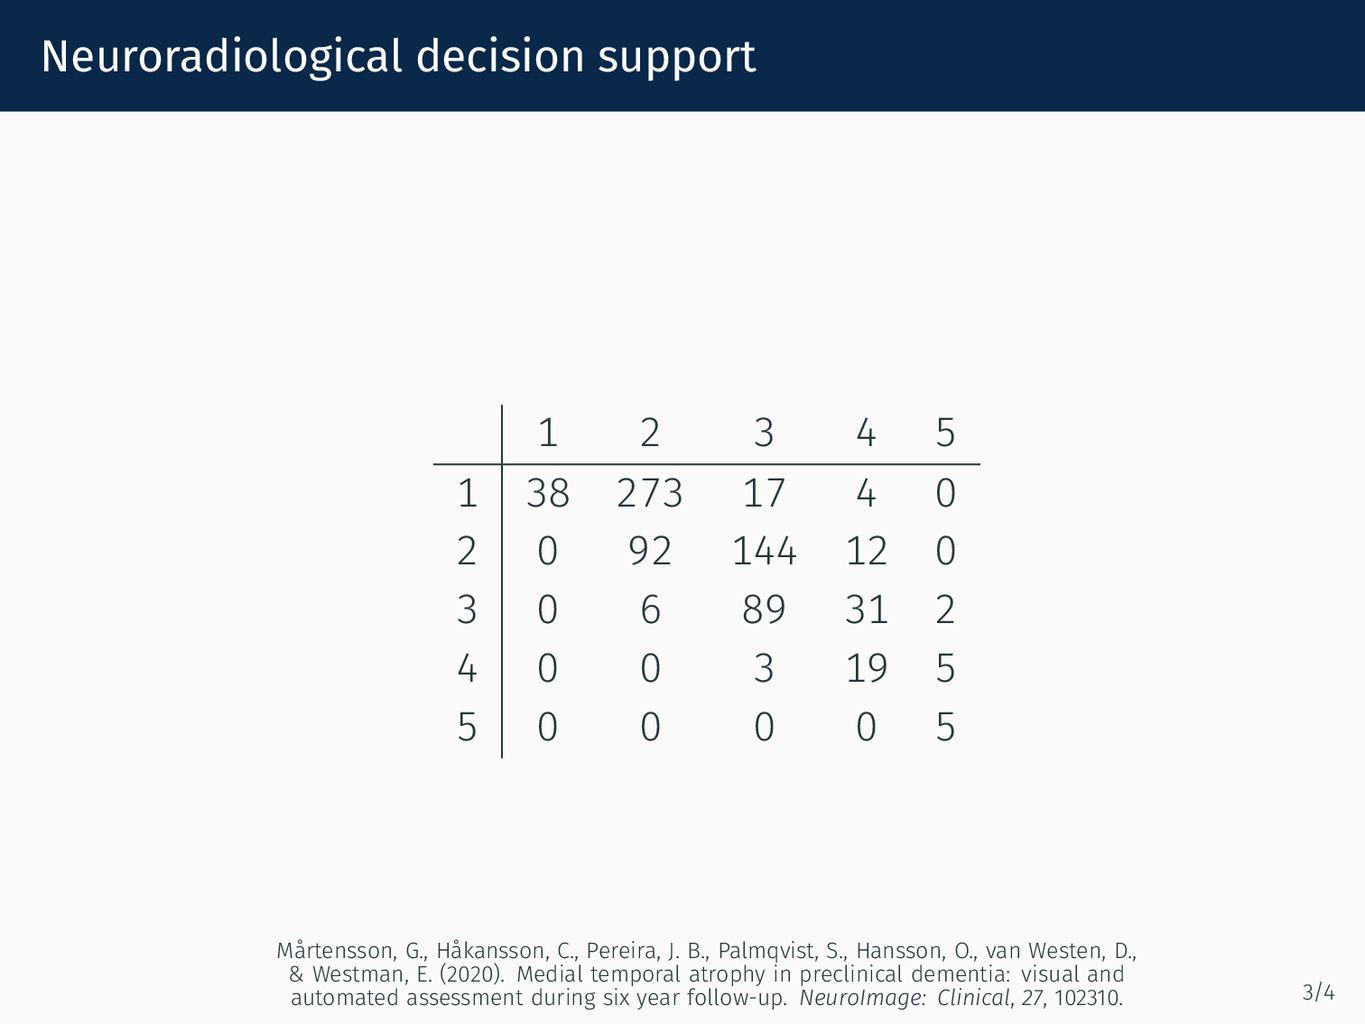 Neuroradiological decision support
1 2 3 4 5
1 38 273 17 4 0
2 0 92 144 12 0
3 0 6 89 31 2
4 0 0 3 19 5
5 0 0 0 0 5
Mårtensson, G., Håkansson, C., Pereira, J. B., Palmqvist, S., Hansson, O., van Westen, D.,
& Westman, E. (2020). Medial temporal atrophy in preclinical dementia: visual and
automated assessment during six year follow-up. NeuroImage: Clinical, 27, 102310.
3/4